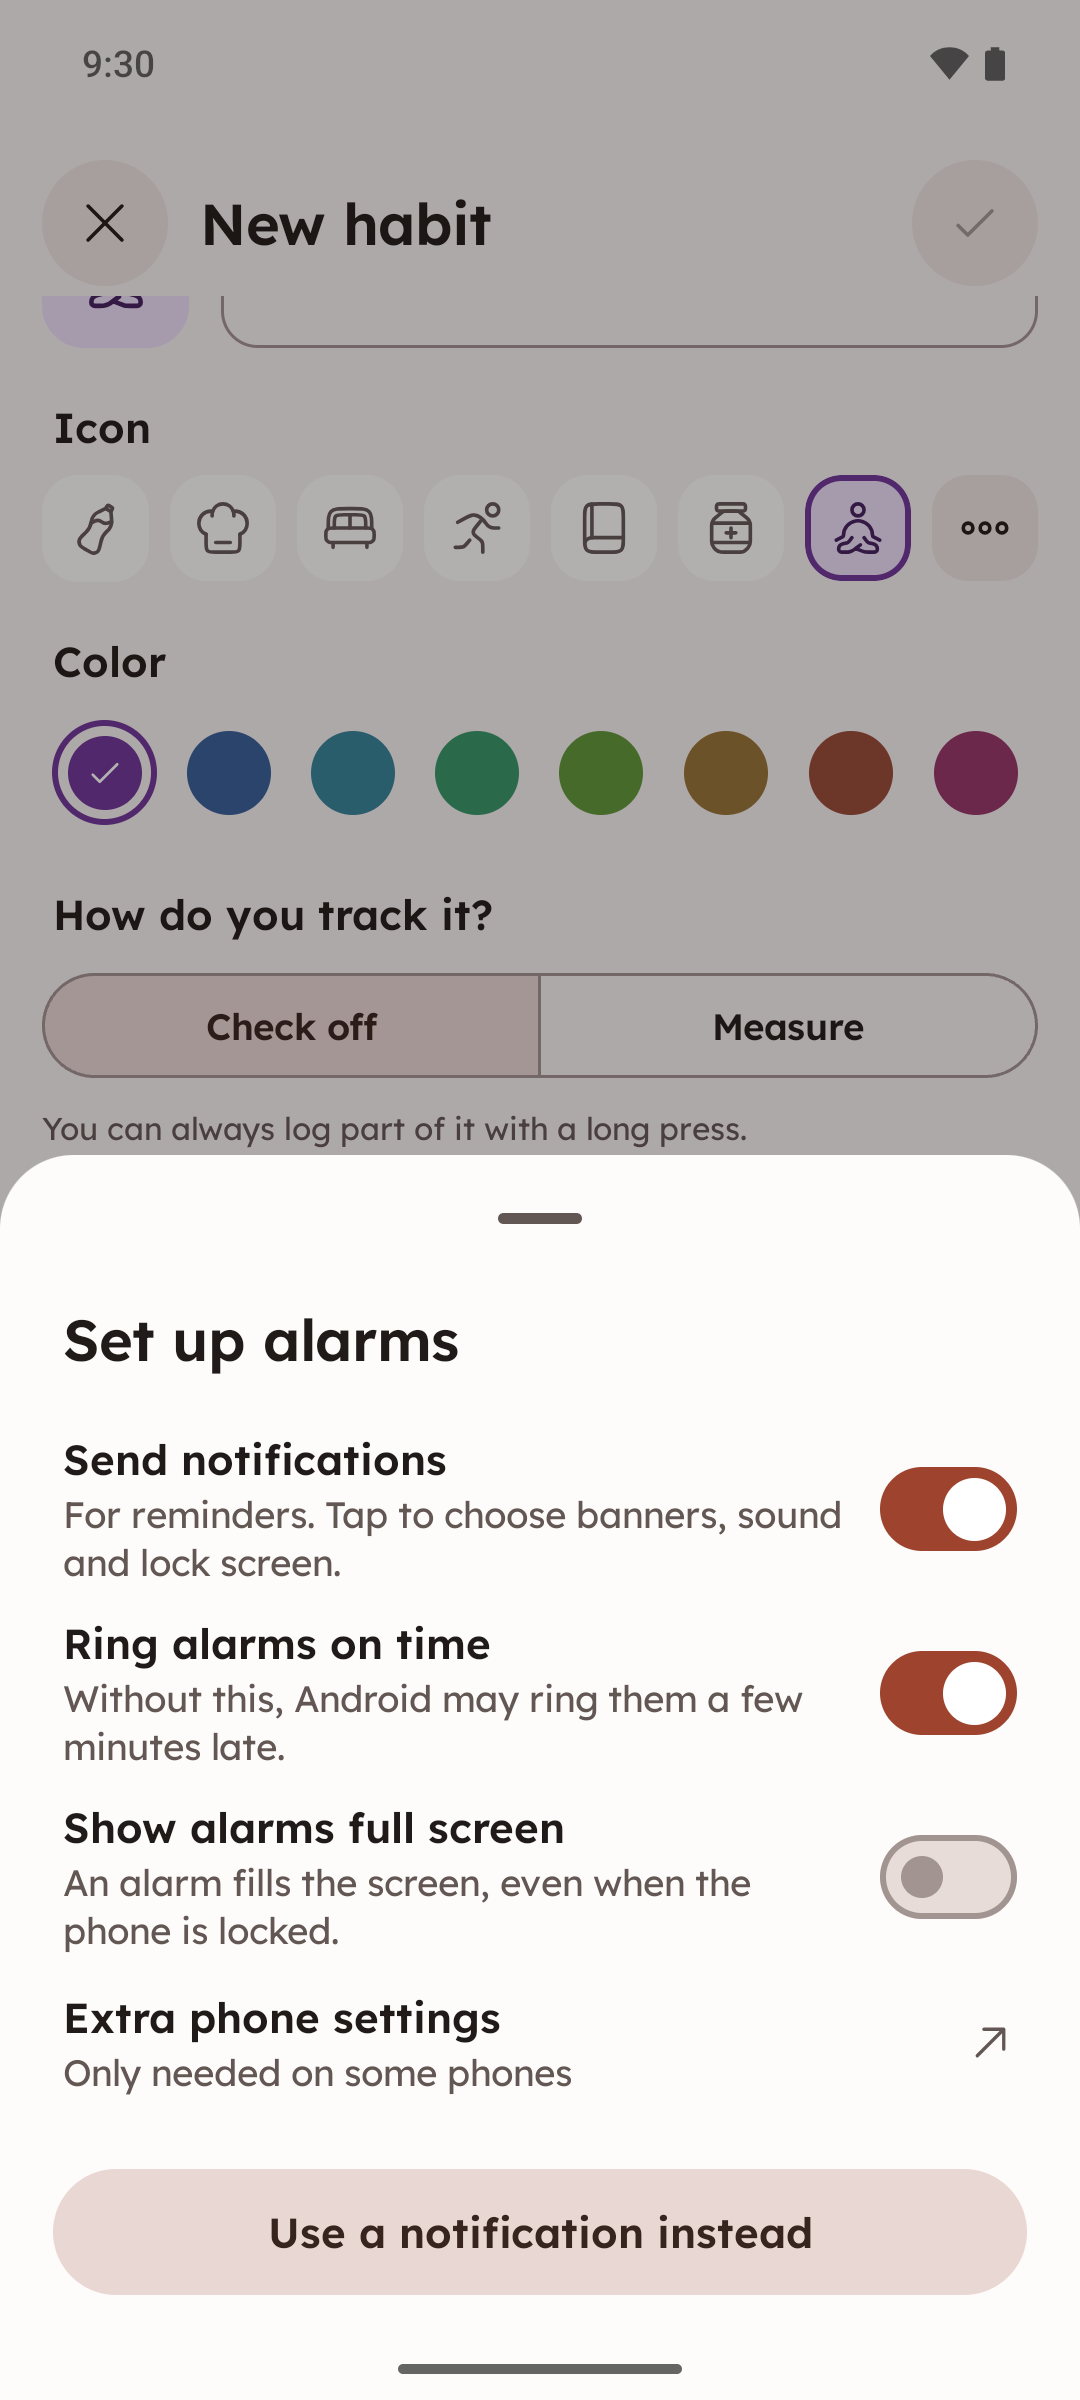 9:30
New habit
Icon
Color
How do you track it?
Check off
Measure
You can always log part of it with a long press.
Set up alarms
Send notifications
For reminders. Tap to choose banners, sound
and lock screen.
Ring alarms on time
Without this, Android may ring them a few
minutes late.
Show alarms full screen
An alarm fills the screen, even when the
phone is locked.
Extra phone settings
Only needed on some phones
Use a notification instead